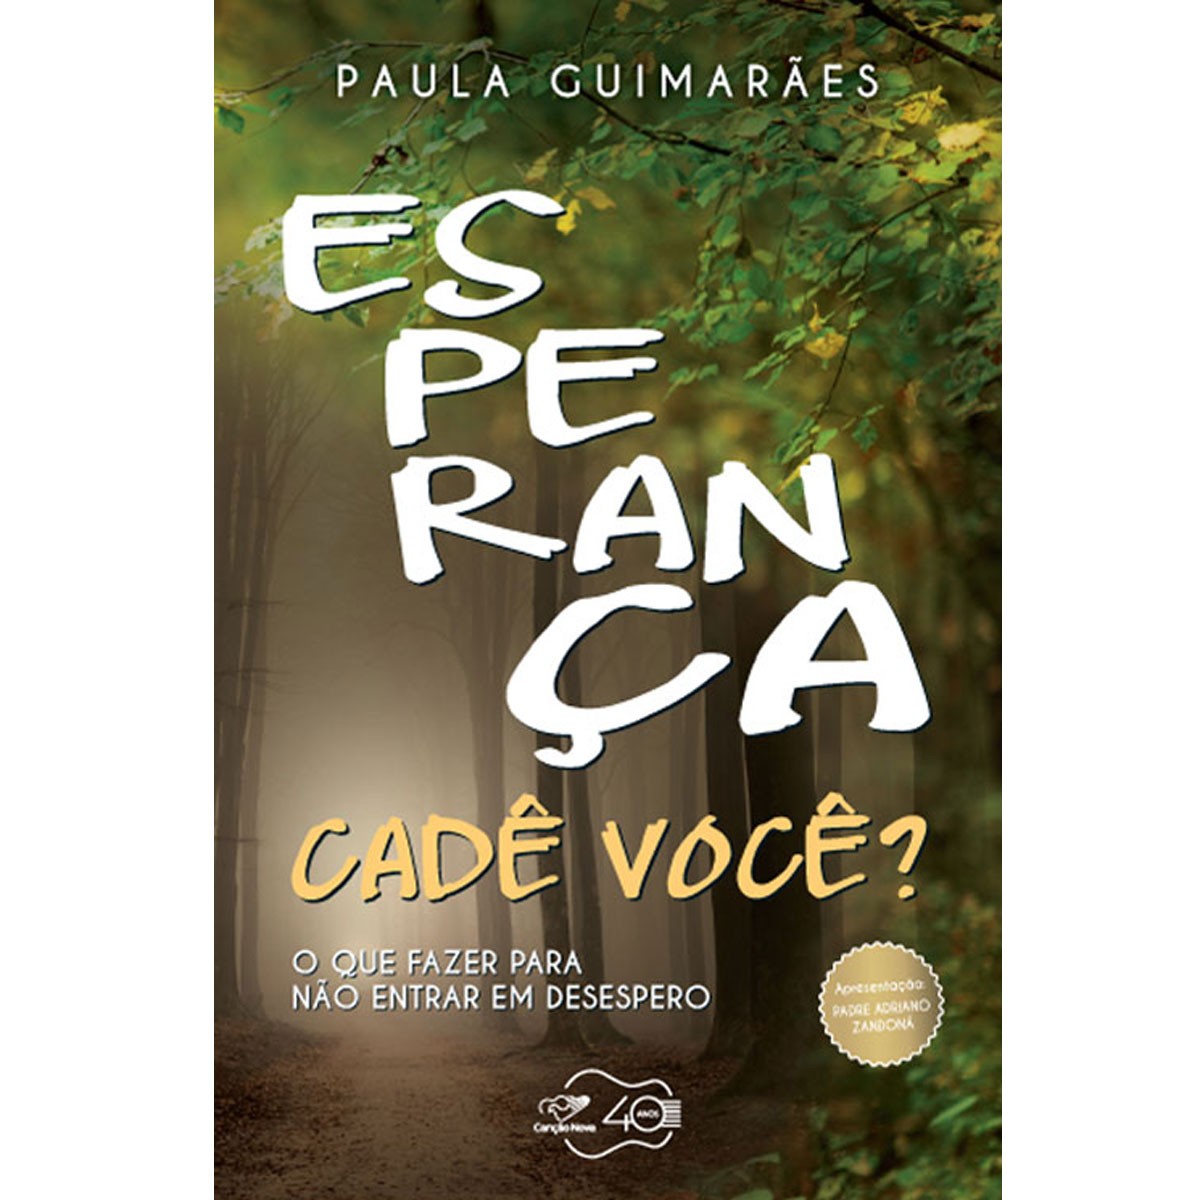 PAULA GUIMARÃES
ES
PE
RAN
ÇA
CADÊ VOCÊ?
O QUE FAZER PARA
NÃO ENTRAR EM DESESPERO
Apresentação:
PADRE ADRIANO
ZANDONÁ
Canção Nova
40 ANOS